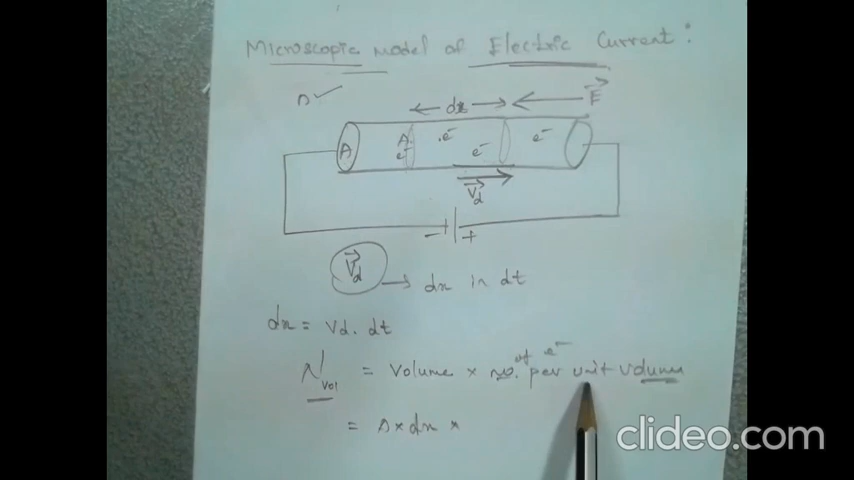 Microscopic Model of Electric Current:
n ✓
dx
E
A
A
e⁻
e⁻
e⁻
e⁻
Vd
− +
Vd → dx in dt
dx = Vd. dt
of e⁻
N/vol = Volume × no. per unit volume
= A × dx ×
clideo.com